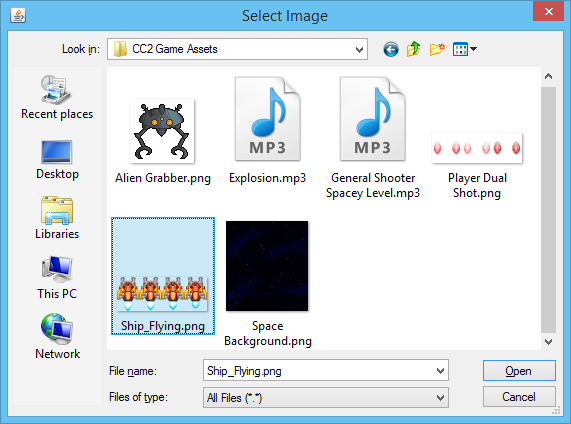 Select Image
Look in:
CC2 Game Assets
Recent places
Desktop
Libraries
This PC
Network
MP3
MP3
Alien Grabber.png
Explosion.mp3
General Shooter
Spacey Level.mp3
Player Dual
Shot.png
Ship_Flying.png
Space
Background.png
File name:
Ship_Flying.png
Open
Files of type:
All Files (*.*)
Cancel